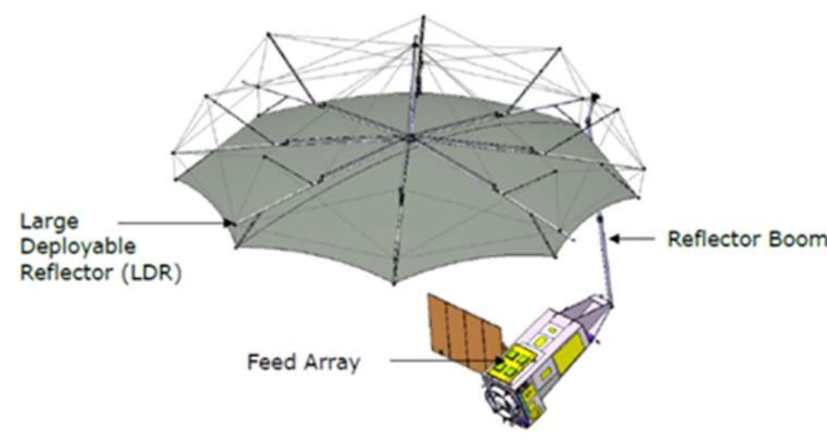 Large
Deployable
Reflector (LDR)
Reflector Boom
Feed Array